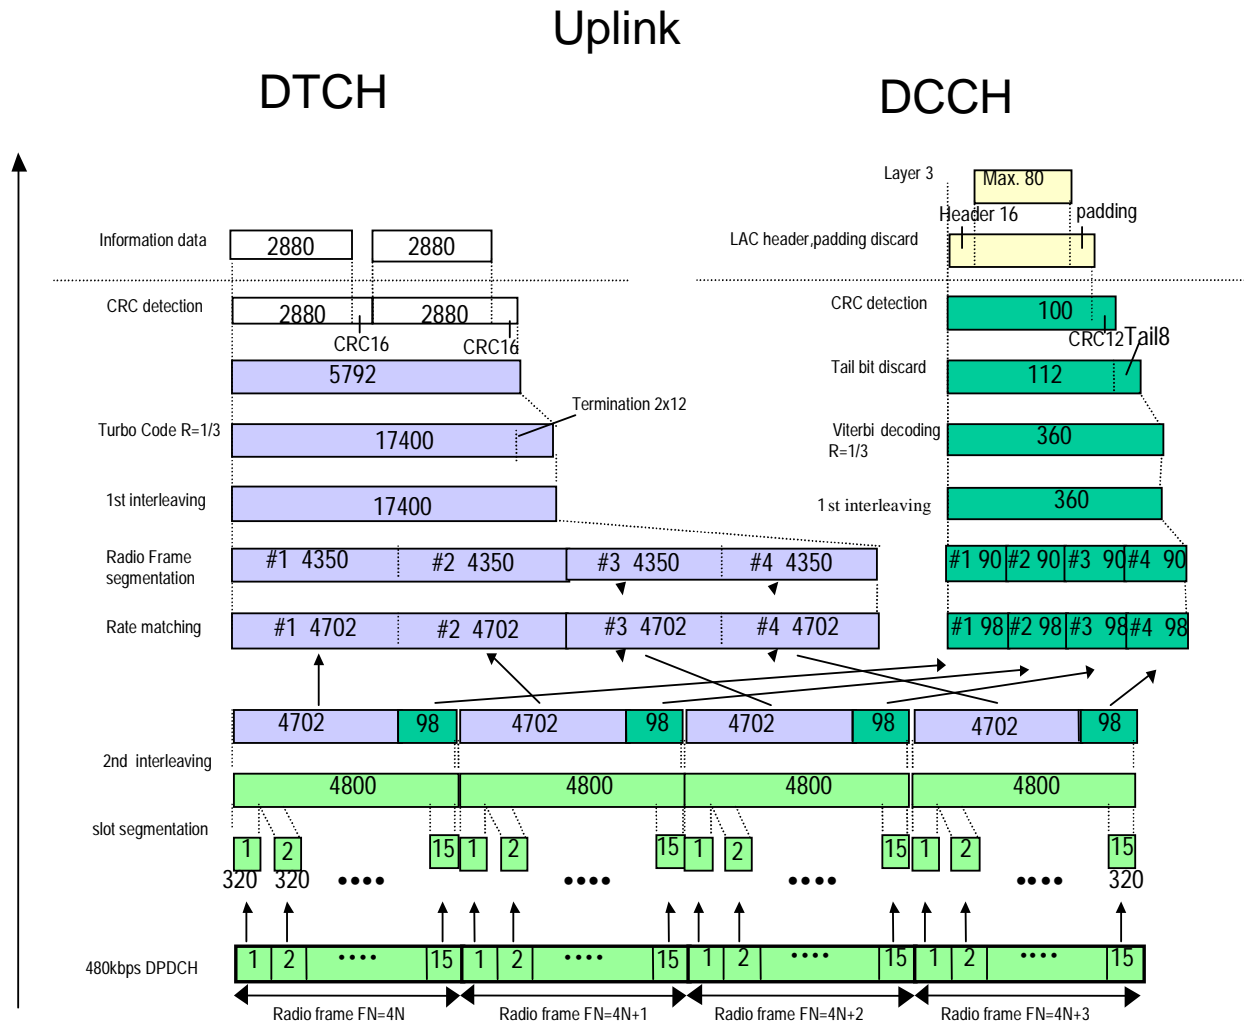 Uplink
DTCH
DCCH
Layer 3
Max. 80
Header 16
padding
Information data
2880
2880
LAC header,padding discard
CRC detection
2880
2880
CRC16
CRC16
CRC detection
100
CRC12
Tail8
5792
Tail bit discard
112
Termination 2x12
Turbo Code R=1/3
17400
Viterbi decoding
R=1/3
360
1st interleaving
17400
1st interleaving
360
Radio Frame
segmentation
#1 4350
#2 4350
#3 4350
#4 4350
#1 90
#2 90
#3 90
#4 90
Rate matching
#1 4702
#2 4702
#3 4702
#4 4702
#1 98
#2 98
#3 98
#4 98
4702
98
4702
98
4702
98
4702
98
2nd interleaving
4800
4800
4800
4800
slot segmentation
1
2
15
1
2
15
1
2
15
1
2
15
320
320
••••
••••
••••
••••
320
480kbps DPDCH
1
2
••••
15
1
2
••••
15
1
2
••••
15
1
2
••••
15
Radio frame FN=4N
Radio frame FN=4N+1
Radio frame FN=4N+2
Radio frame FN=4N+3